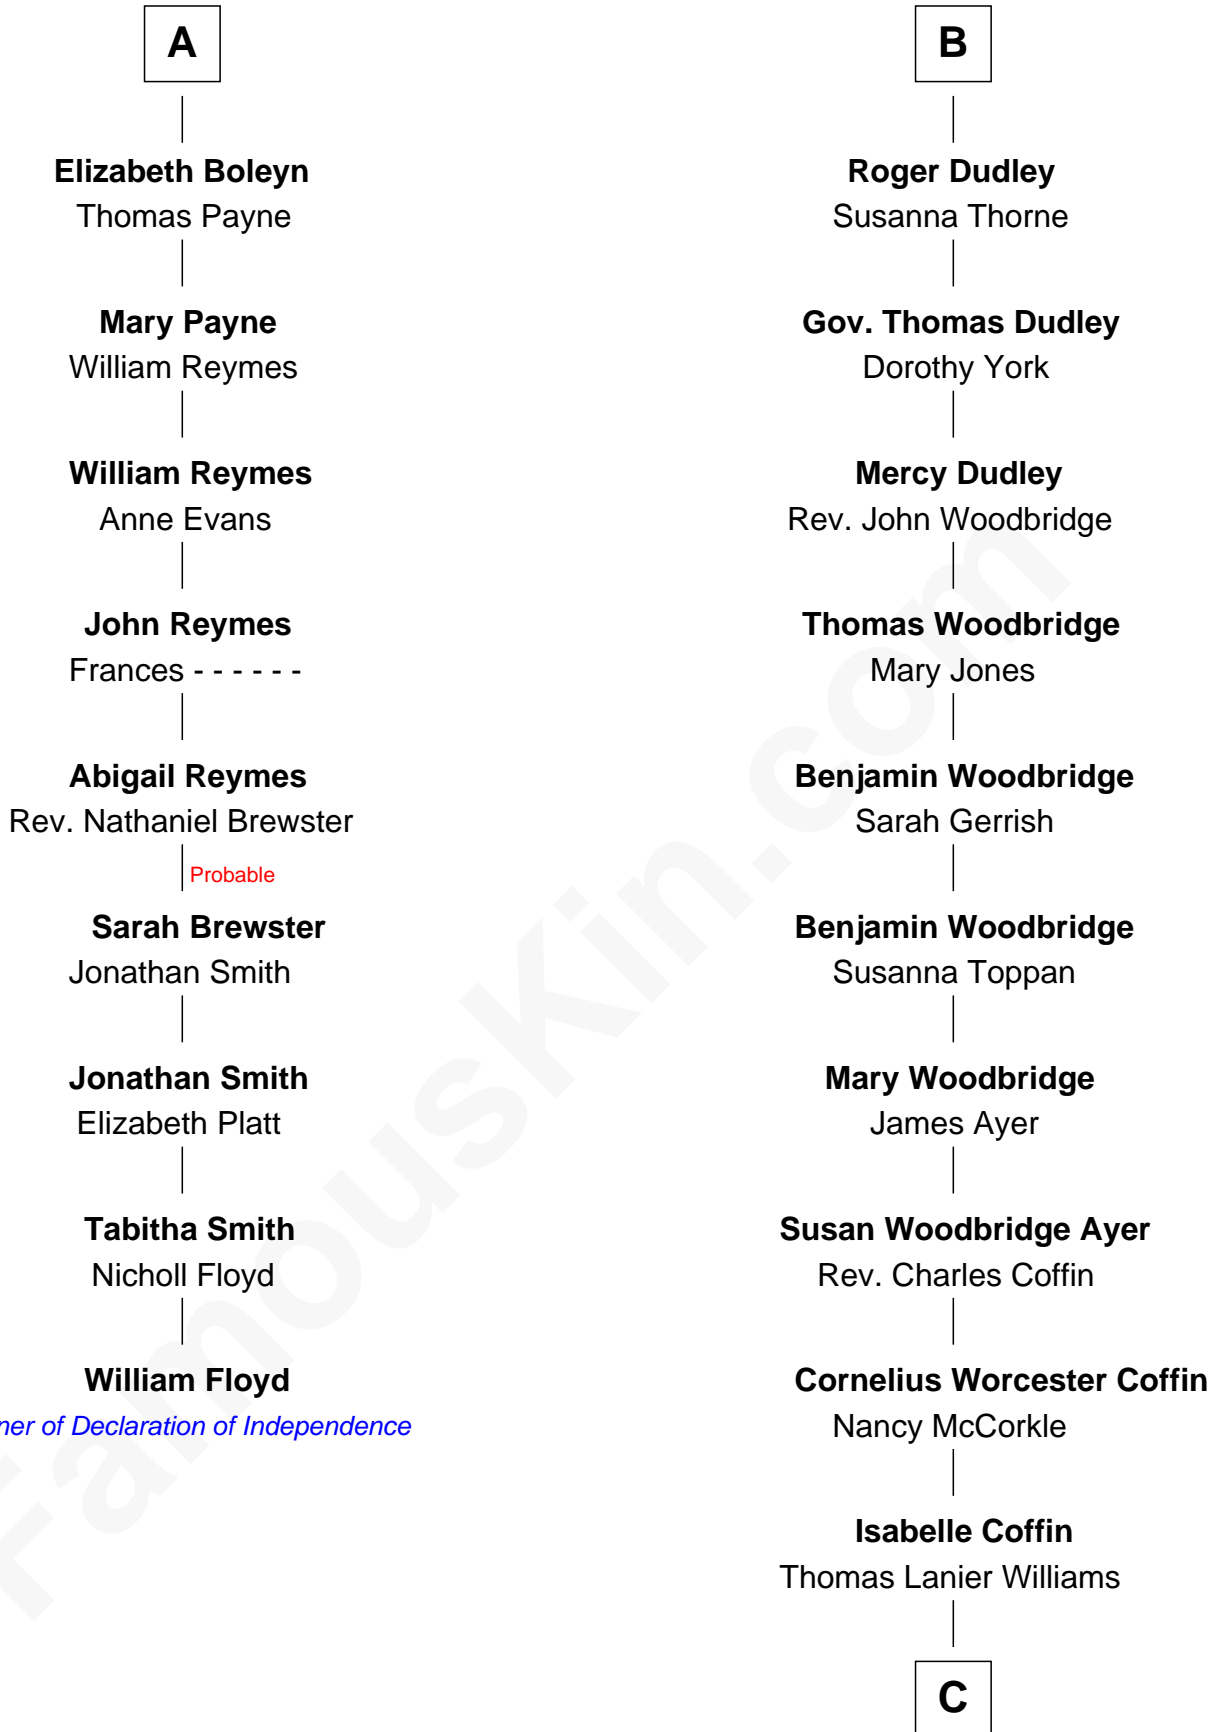 A
Elizabeth Boleyn
Thomas Payne
Mary Payne
William Reymes
William Reymes
Anne Evans
John Reymes
Frances - - - - - -
Abigail Reymes
Rev. Nathaniel Brewster
Probable
Sarah Brewster
Jonathan Smith
Jonathan Smith
Elizabeth Platt
Tabitha Smith
Nicholl Floyd
William Floyd
of Declaration of Independence
B
Roger Dudley
Susanna Thorne
Gov. Thomas Dudley
Dorothy York
Mercy Dudley
Rev. John Woodbridge
Thomas Woodbridge
Mary Jones
Benjamin Woodbridge
Sarah Gerrish
Benjamin Woodbridge
Susanna Toppan
Mary Woodbridge
James Ayer
Susan Woodbridge Ayer
Rev. Charles Coffin
Cornelius Worcester Coffin
Nancy McCorkle
Isabelle Coffin
Thomas Lanier Williams
C
FamousKin.com